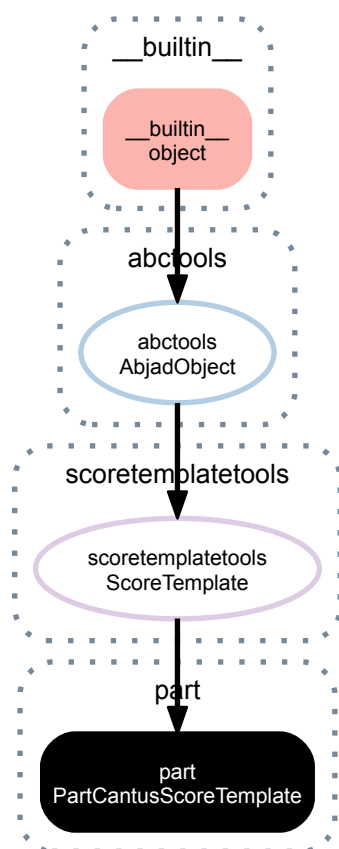 __builtin__
__builtin__
object
abctools
abctools
AbjadObject
scoretemplatetools
scoretemplatetools
ScoreTemplate
part
part
PartCantusScoreTemplate